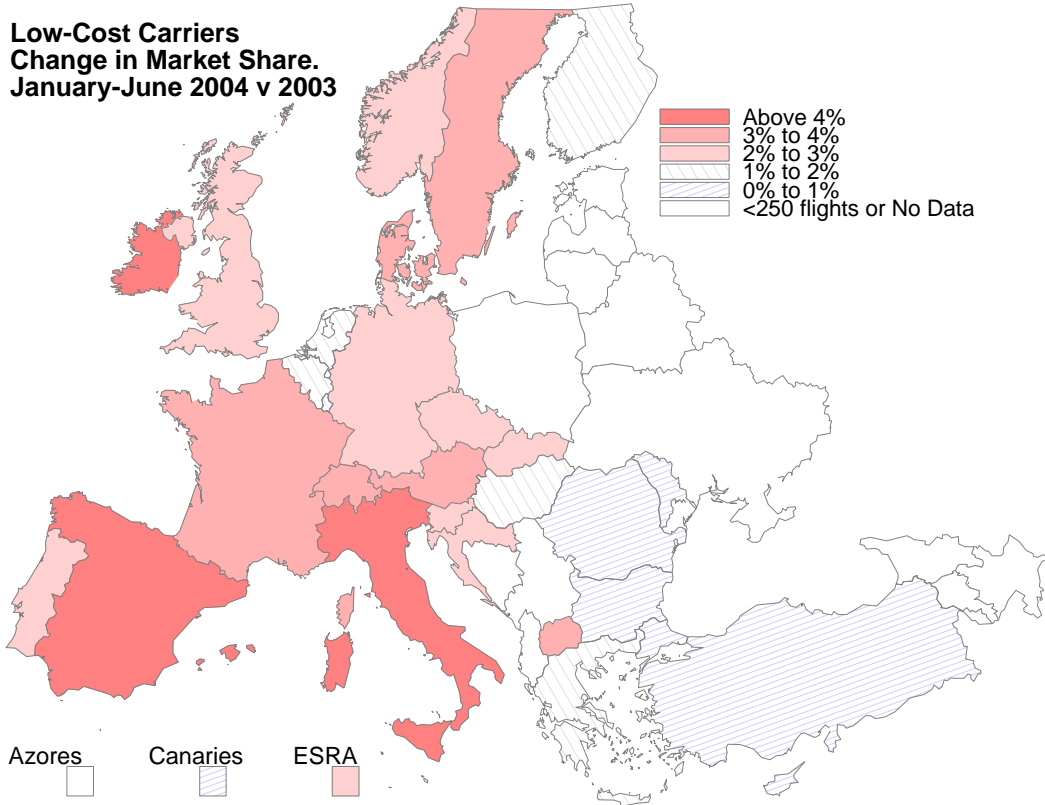 Low-Cost Carriers
Change in Market Share.
January-June 2004 v 2003
Above 4%
3% to 4%
2% to 3%
1% to 2%
0% to 1%
<250 flights or No Data
Azores
Canaries
ESRA